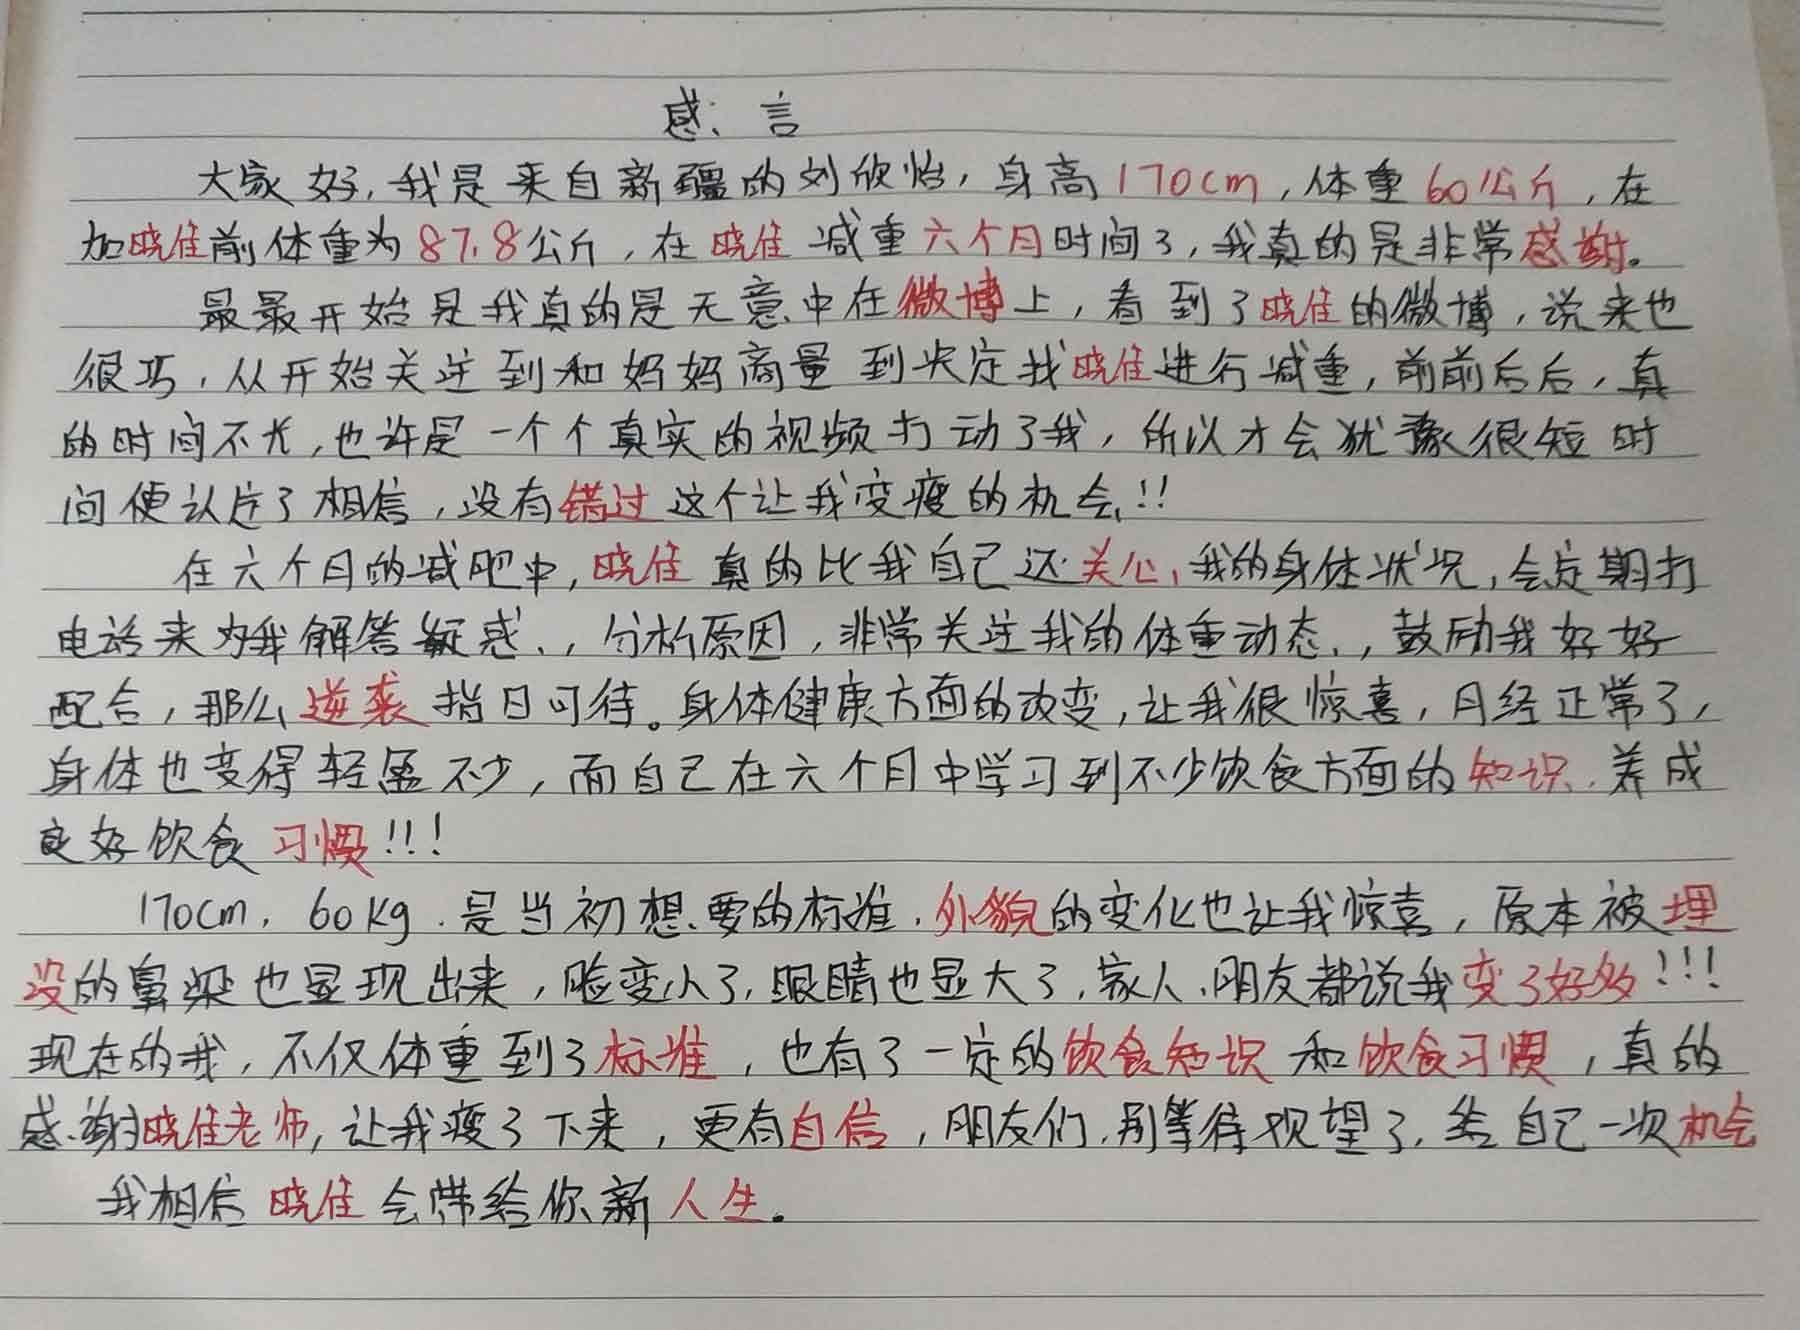 感言
大家好，我是来自新疆的刘欣怡，身高170cm，体重60公斤，在
加晓佳前体重为87.8公斤，在晓佳减重六个月时间了，我真的是非常感谢。
最最开始是我真的是无意中在微博上，看到了晓佳的微博，说来也
很巧，从开始关注到和妈妈商量到决定找晓佳进行减重，前前后后，真
的时间不长，也许是一个个真实的视频打动了我，所以才会犹豫很短时
间便认定了相信，没有错过这个让我变瘦的机会!!
在六个月的减肥中，晓佳真的比我自己还关心，我的身体状况，会定期打
电话来为我解答疑惑，分析原因，非常关注我的体重动态，鼓励我好好
配合，那么逆袭指日可待。身体健康方面的改变，让我很惊喜，月经正常了，
身体也变得轻盈不少，而自己在六个月中学习到不少饮食方面的知识，养成
良好饮食习惯!!!
170cm，60kg，是当初想要的标准，外貌的变化也让我惊喜，原本被埋
没的鼻梁也显现出来，脸变小了，眼睛也显大了，家人、朋友都说我变了好多!!!
现在的我，不仅体重到了标准，也有了一定的饮食知识和饮食习惯，真的
感谢晓佳老师，让我瘦了下来，更有自信，朋友们，别等待观望了，给自己一次机会
我相信晓佳会带给你新人生。